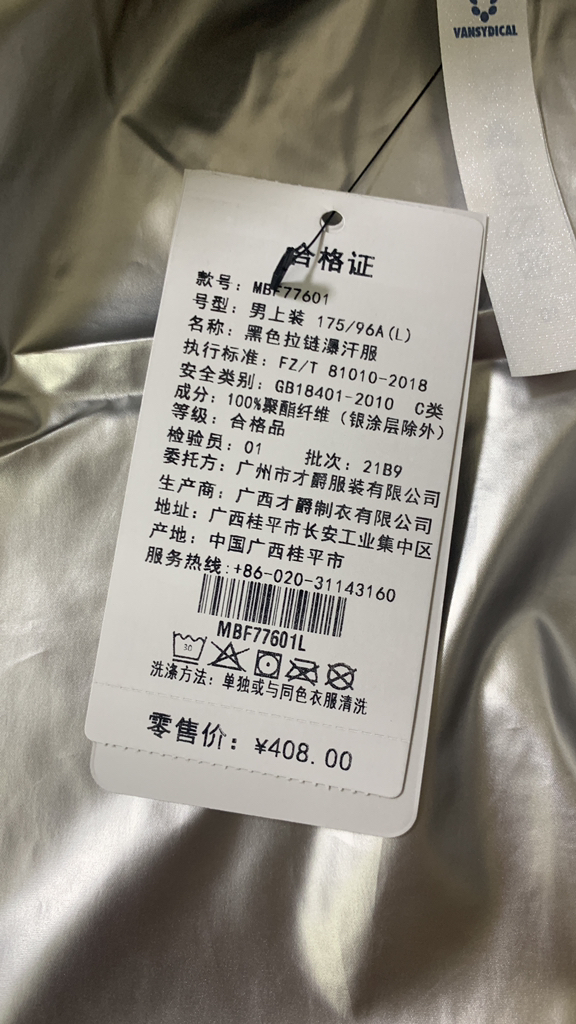 VANSYDICAL
合格证
款号：MBF77601
号型：男上装 175/96A(L)
名称：黑色拉链瀑汗服
执行标准：FZ/T 81010-2018
安全类别：GB18401-2010 C类
成分：100%聚酯纤维（银涂层除外）
等级：合格品
检验员：01 批次：21B9
委托方：广州市才爵服装有限公司
生产商：广西才爵制衣有限公司
地址：广西桂平市长安工业集中区
产地：中国广西桂平市
服务热线:+86-020-31143160
MBF77601L
30
洗涤方法：单独或与同色衣服清洗
零售价：¥408.00